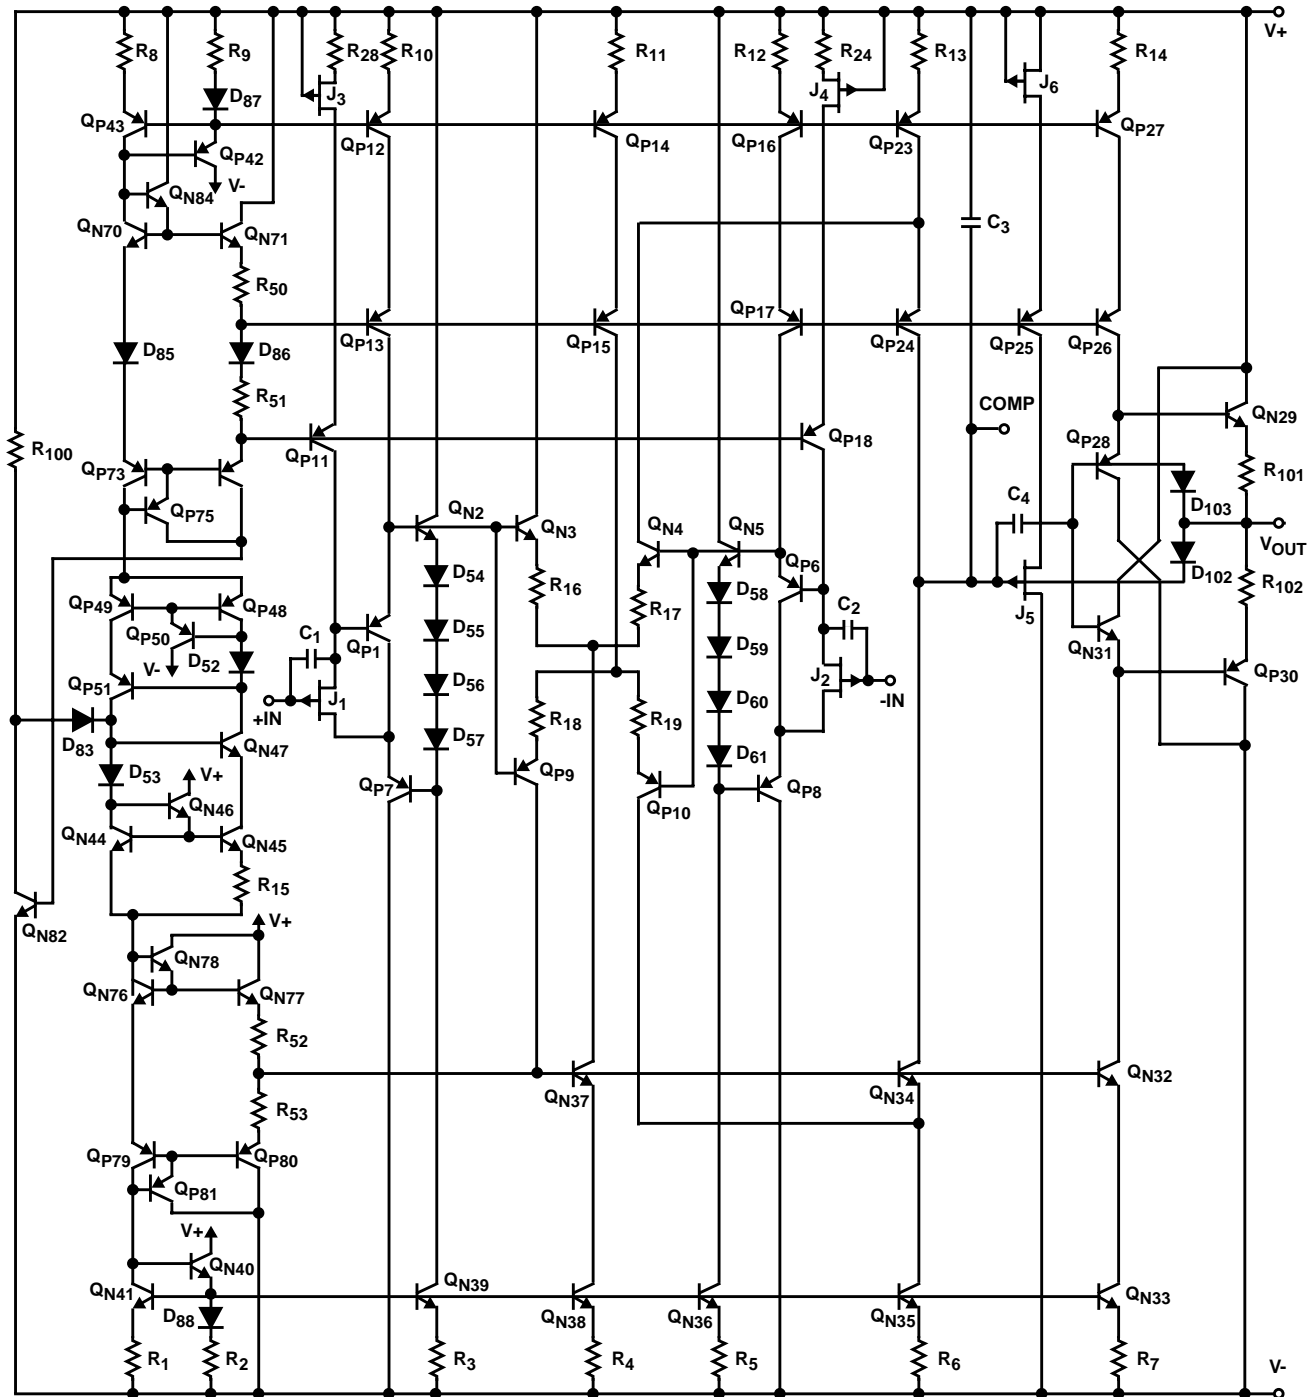 V+
R8
R9
R28
R10
R11
R12
R24
R13
R14
J3
J4
J6
D87
QP43
QP12
QP14
QP16
QP23
QP27
QP42
V-
QN84
QN70
QN71
C3
R50
QP13
QP15
QP17
QP24
QP25
QP26
D85
D86
R51
COMP
QN29
R100
QP11
QP18
QP28
R101
QP73
QP75
QN2
QN3
QN4
QN5
C4
D103
VOUT
QP6
D102
R102
QP49
QP48
D54
R16
R17
D58
J5
QP50
D52
V-
D55
C1
QP1
C2
D59
QN31
QP30
QP51
+IN
J1
D56
R18
R19
D60
J2
-IN
D83
QN47
D57
D61
D53
V+
QN46
QP7
QP9
QP10
QP8
QN44
QN45
R15
QN82
V+
QN78
QN76
QN77
R52
QN37
QN34
QN32
R53
QP79
QP80
QP81
V+
QN40
QN41
D88
QN39
QN38
QN36
QN35
QN33
R1
R2
R3
R4
R5
R6
R7
V-